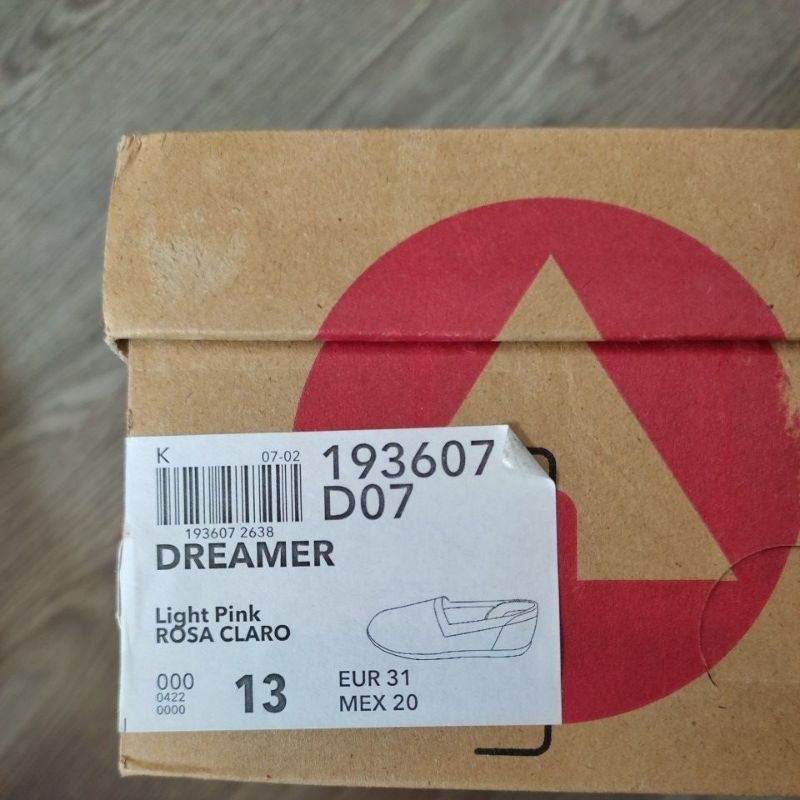 K 07-02
193607
D07
193607 2638
DREAMER
Light Pink
ROSA CLARO
000
0422
0000
13
EUR 31
MEX 20